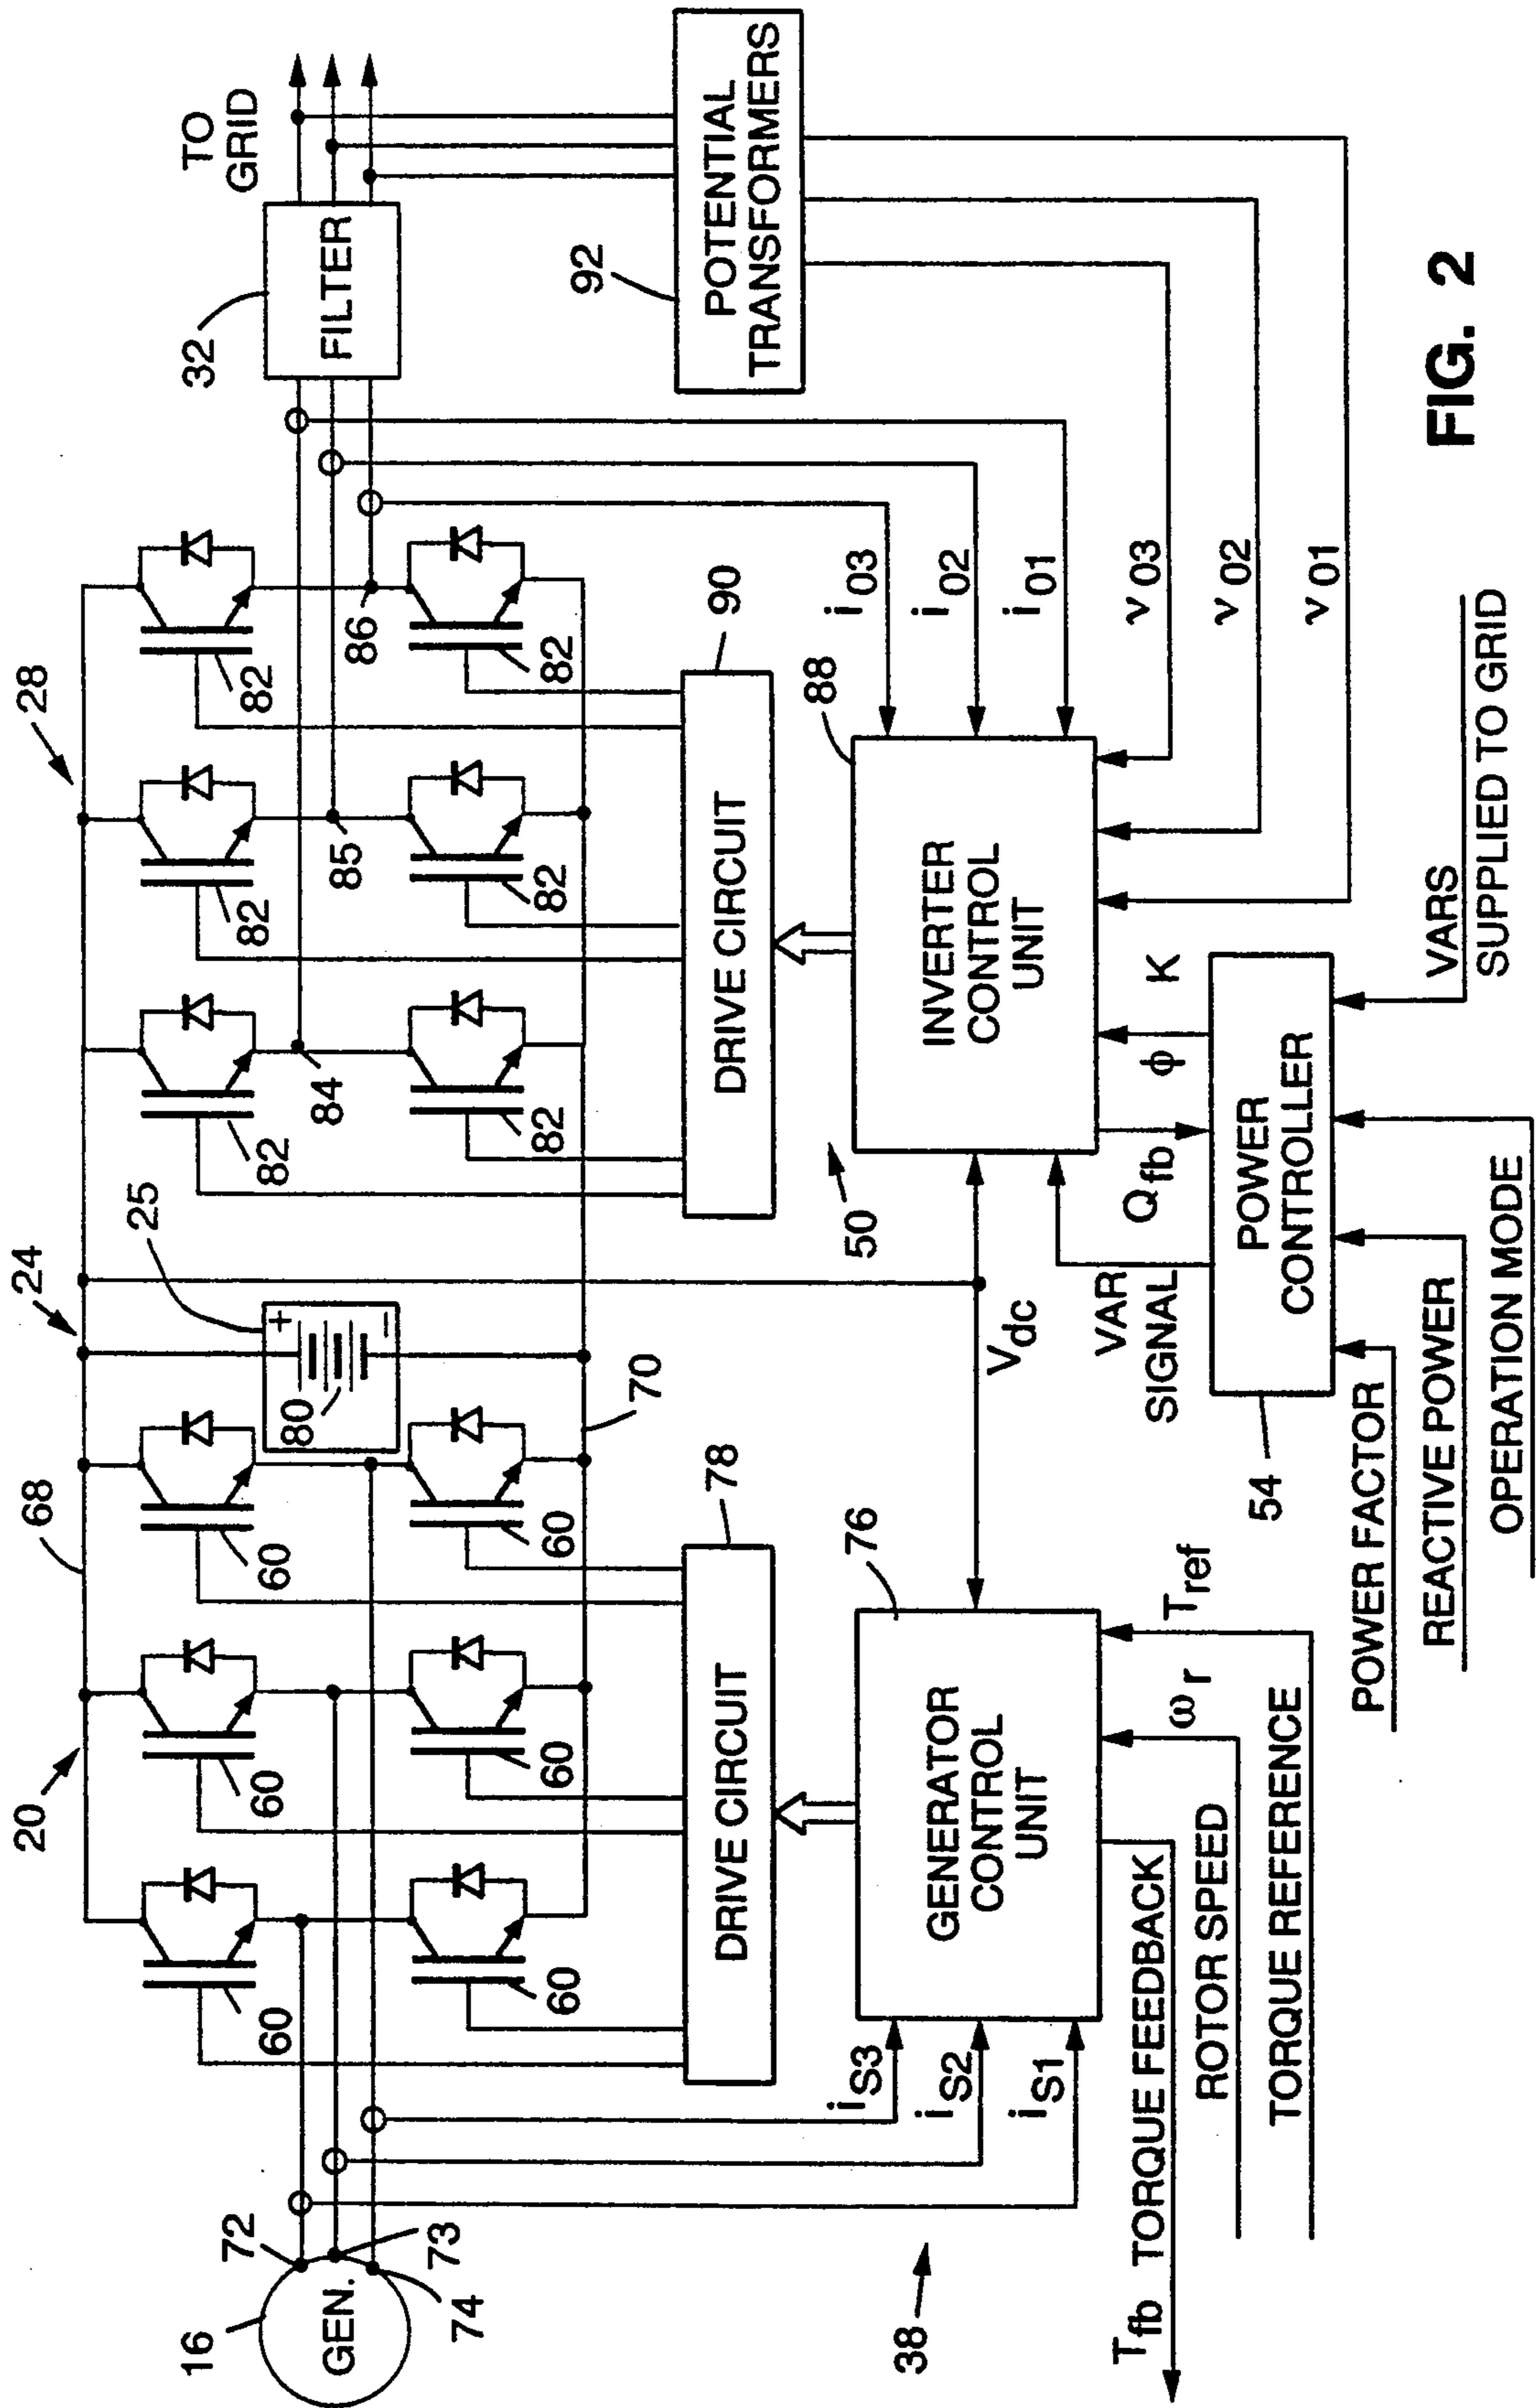 20
68
24
25
28
32
TO
GRID
16
72
GEN.
73
74
60
60
60
60
60
60
80
+
−
70
82
82
82
82
82
82
84
85
86
FILTER
92
POTENTIAL
TRANSFORMERS
78
DRIVE CIRCUIT
90
DRIVE CIRCUIT
38
iS3
iS2
iS1
76
GENERATOR
CONTROL
UNIT
Vdc
50
88
INVERTER
CONTROL
UNIT
i03
i02
i01
v03
v02
v01
Tfb TORQUE FEEDBACK
ROTOR SPEED
ωr
TORQUE REFERENCE
Tref
VAR
SIGNAL
Qfb
ϕ
K
54
POWER
CONTROLLER
POWER FACTOR
REACTIVE POWER
OPERATION MODE
VARS
SUPPLIED TO GRID
FIG. 2